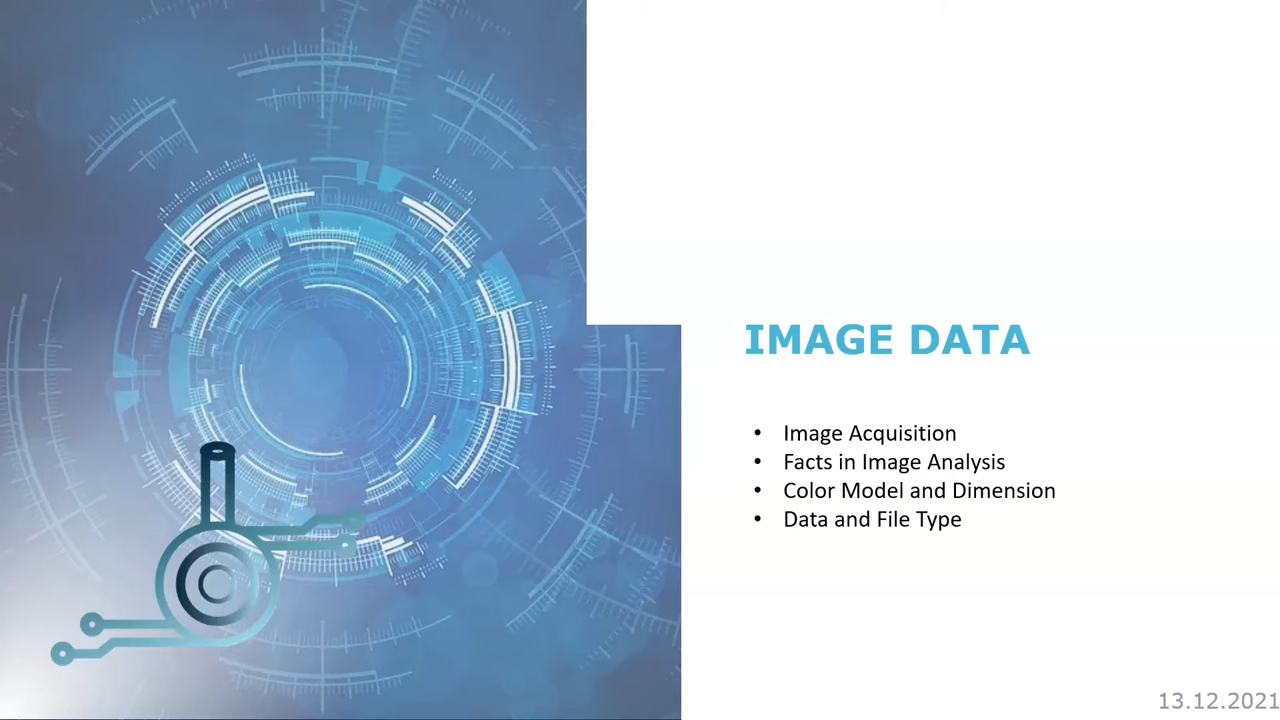 IMAGE DATA
• Image Acquisition
• Facts in Image Analysis
• Color Model and Dimension
• Data and File Type
13.12.2021